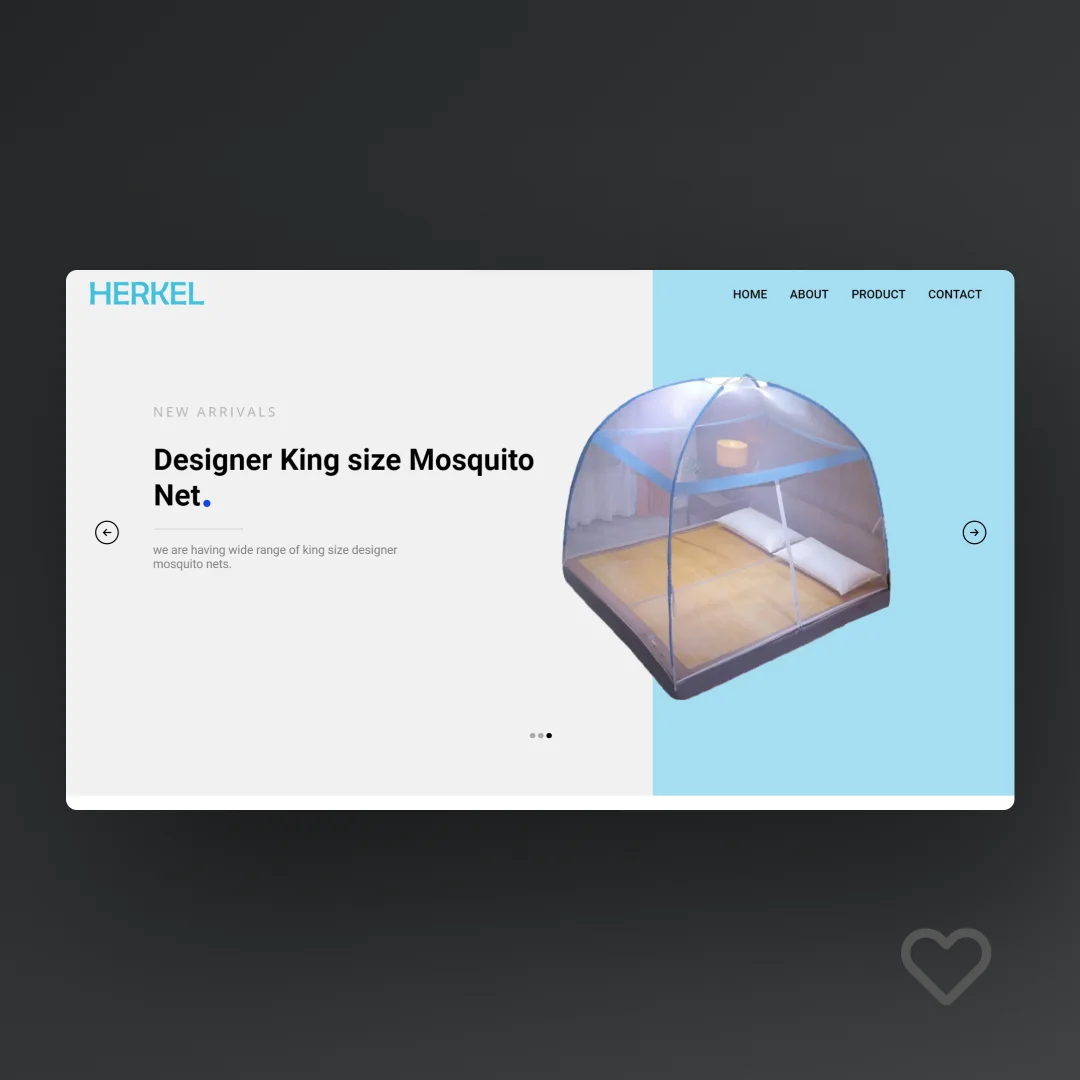 HERKEL
HOME ABOUT PRODUCT CONTACT
NEW ARRIVALS
Designer King size Mosquito
Net.
we are having wide range of king size designer
mosquito nets.